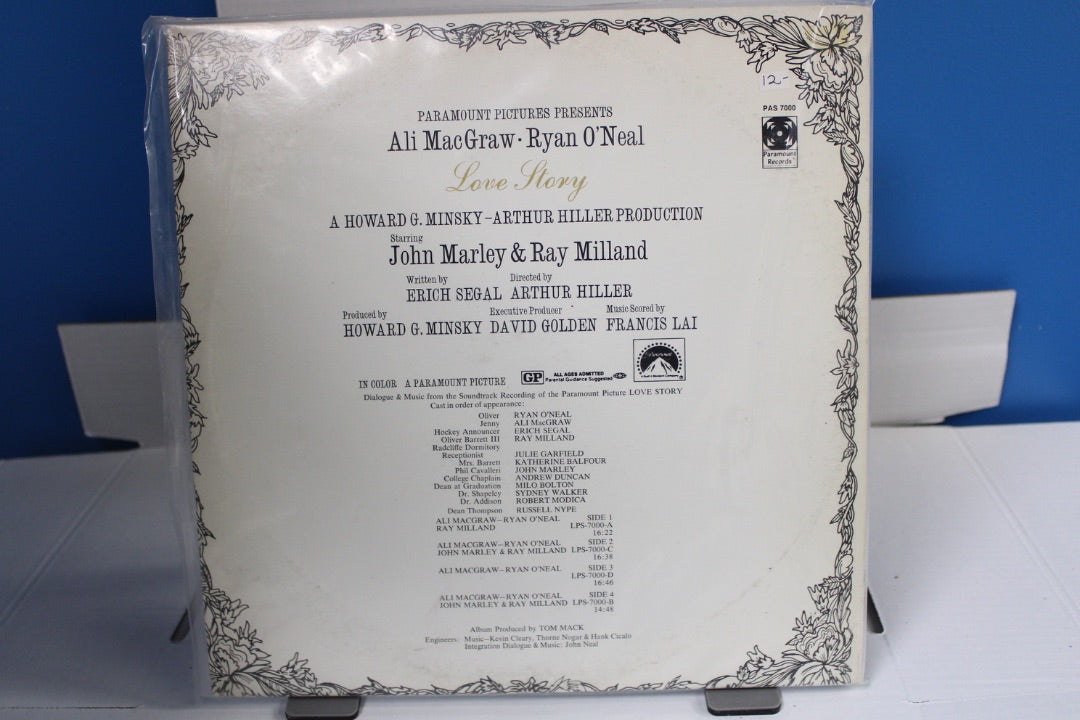 12.-
PAS 7000
Paramount
Records
PARAMOUNT PICTURES PRESENTS
Ali MacGraw · Ryan O'Neal
Love Story
A HOWARD G. MINSKY–ARTHUR HILLER PRODUCTION
Starring
John Marley & Ray Milland
Written by Directed by
ERICH SEGAL ARTHUR HILLER
Produced by Executive Producer Music Scored by
HOWARD G. MINSKY DAVID GOLDEN FRANCIS LAI
Paramount
IN COLOR A PARAMOUNT PICTURE GP ALL AGES ADMITTED
Parental Guidance Suggested
Dialogue & Music from the Soundtrack Recording of the Paramount Picture LOVE STORY
Cast in order of appearance:
Oliver RYAN O'NEAL
Jenny ALI MacGRAW
Hockey Announcer ERICH SEGAL
Oliver Barrett III RAY MILLAND
Radcliffe Dormitory
Receptionist JULIE GARFIELD
Mrs. Barrett KATHERINE BALFOUR
Phil Cavalleri JOHN MARLEY
College Chaplain ANDREW DUNCAN
Dean at Graduation MILO BOLTON
Dr. Shapeley SYDNEY WALKER
Dr. Addison ROBERT MODICA
Dean Thompson RUSSELL NYPE
ALI MACGRAW–RYAN O'NEAL SIDE 1
RAY MILLAND LPS-7000-A
16:22
ALI MACGRAW–RYAN O'NEAL SIDE 2
JOHN MARLEY & RAY MILLAND LPS-7000-C
16:38
ALI MACGRAW–RYAN O'NEAL SIDE 3
LPS-7000-D
16:46
ALI MACGRAW–RYAN O'NEAL SIDE 4
JOHN MARLEY & RAY MILLAND LPS-7000-B
14:48
Album Produced by TOM MACK
Engineers: Music–Kevin Cleary, Thorne Nogar & Hank Cicalo
Integration Dialogue & Music: John Neal